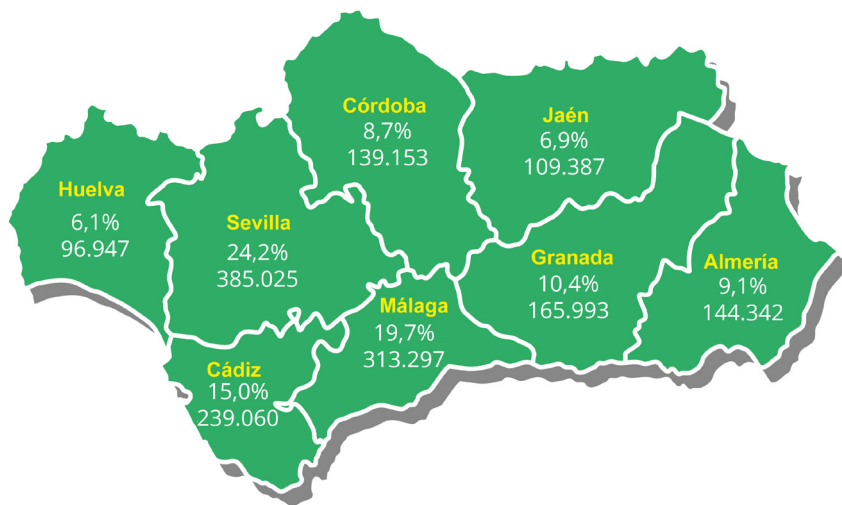 Córdoba
8,7%
139.153
Jaén
6,9%
109.387
Huelva
6,1%
96.947
Sevilla
24,2%
385.025
Granada
10,4%
165.993
Almería
9,1%
144.342
Málaga
19,7%
313.297
Cádiz
15,0%
239.060